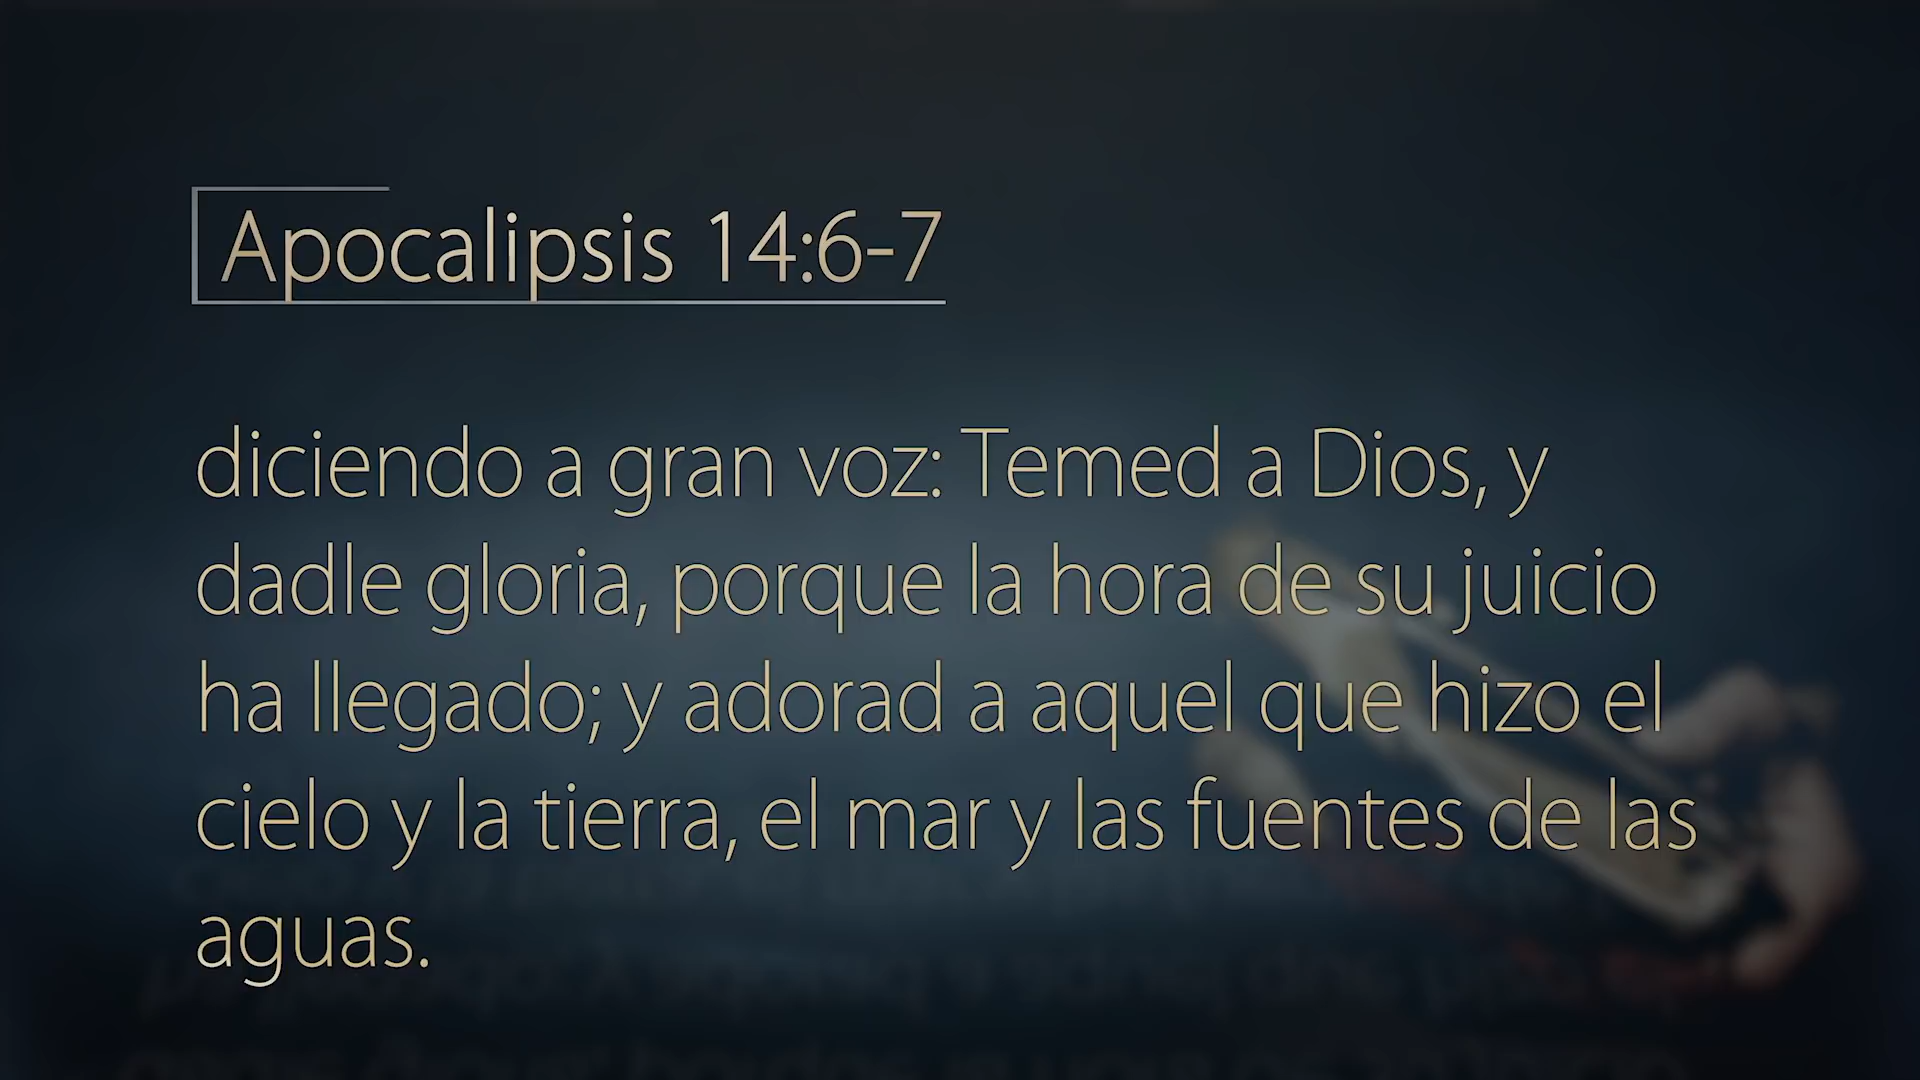 Apocalipsis 14:6-7
diciendo a gran voz: Temed a Dios, y
dadle gloria, porque la hora de su juicio
ha llegado; y adorad a aquel que hizo el
cielo y la tierra, el mar y las fuentes de las
aguas.